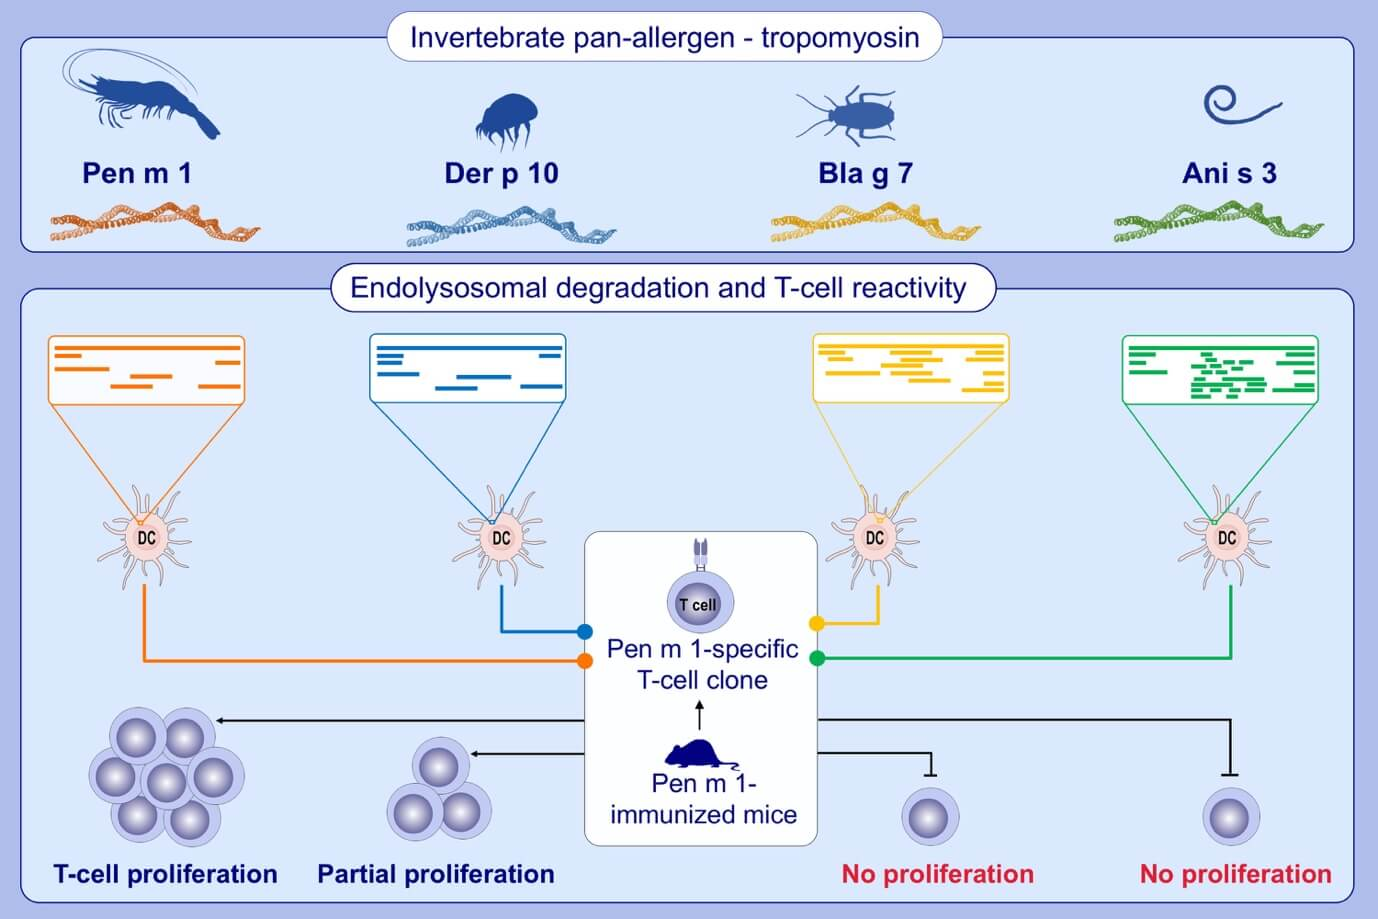 Invertebrate pan-allergen - tropomyosin
Pen m 1
Der p 10
Bla g 7
Ani s 3
Endolysosomal degradation and T-cell reactivity
DC
DC
DC
DC
T cell
Pen m 1-specific
T-cell clone
Pen m 1-
immunized mice
T-cell proliferation
Partial proliferation
No proliferation
No proliferation